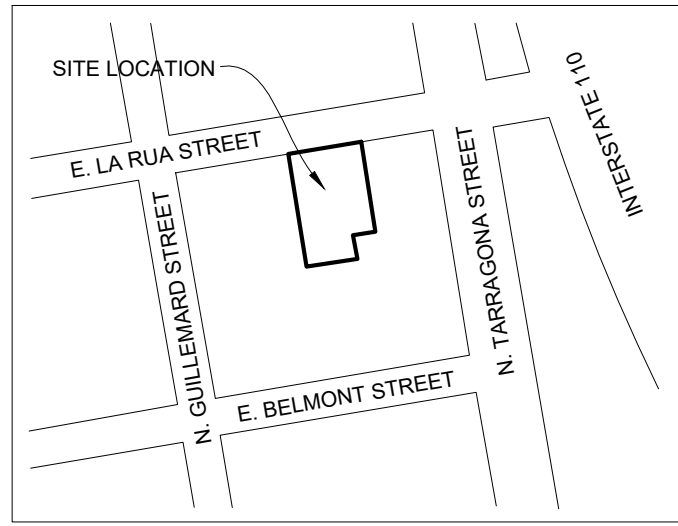 SITE LOCATION
E. LA RUA STREET
INTERSTATE 110
N. GUILLEMARD STREET
N. TARRAGONA STREET
E. BELMONT STREET